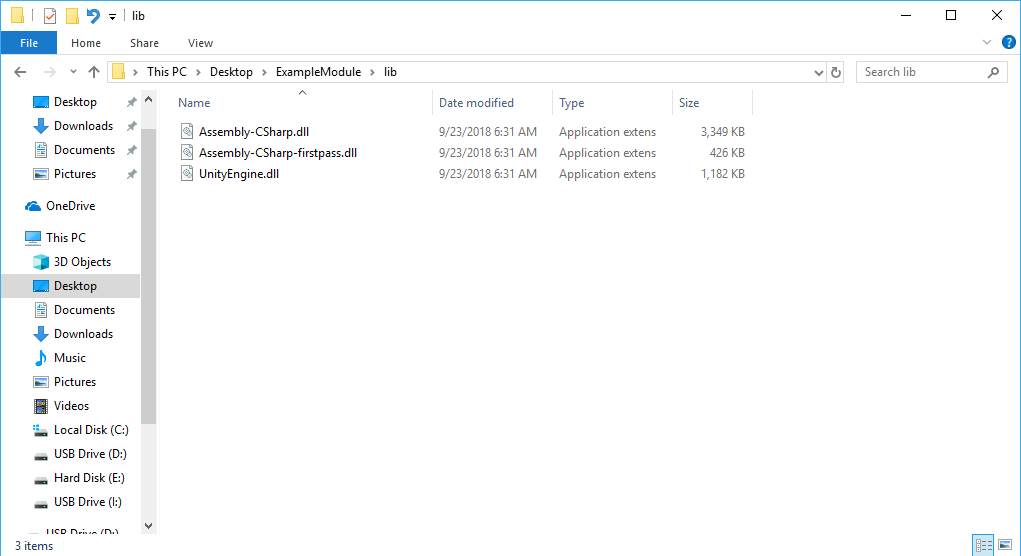 lib
File Home Share View
This PC Desktop ExampleModule lib Search lib
Name Date modified Type Size
Assembly-CSharp.dll 9/23/2018 6:31 AM Application extens 3,349 KB
Assembly-CSharp-firstpass.dll 9/23/2018 6:31 AM Application extens 426 KB
UnityEngine.dll 9/23/2018 6:31 AM Application extens 1,182 KB
Desktop
Downloads
Documents
Pictures
OneDrive
This PC
3D Objects
Desktop
Documents
Downloads
Music
Pictures
Videos
Local Disk (C:)
USB Drive (D:)
Hard Disk (E:)
USB Drive (I:)
USB Drive (D:)
3 items